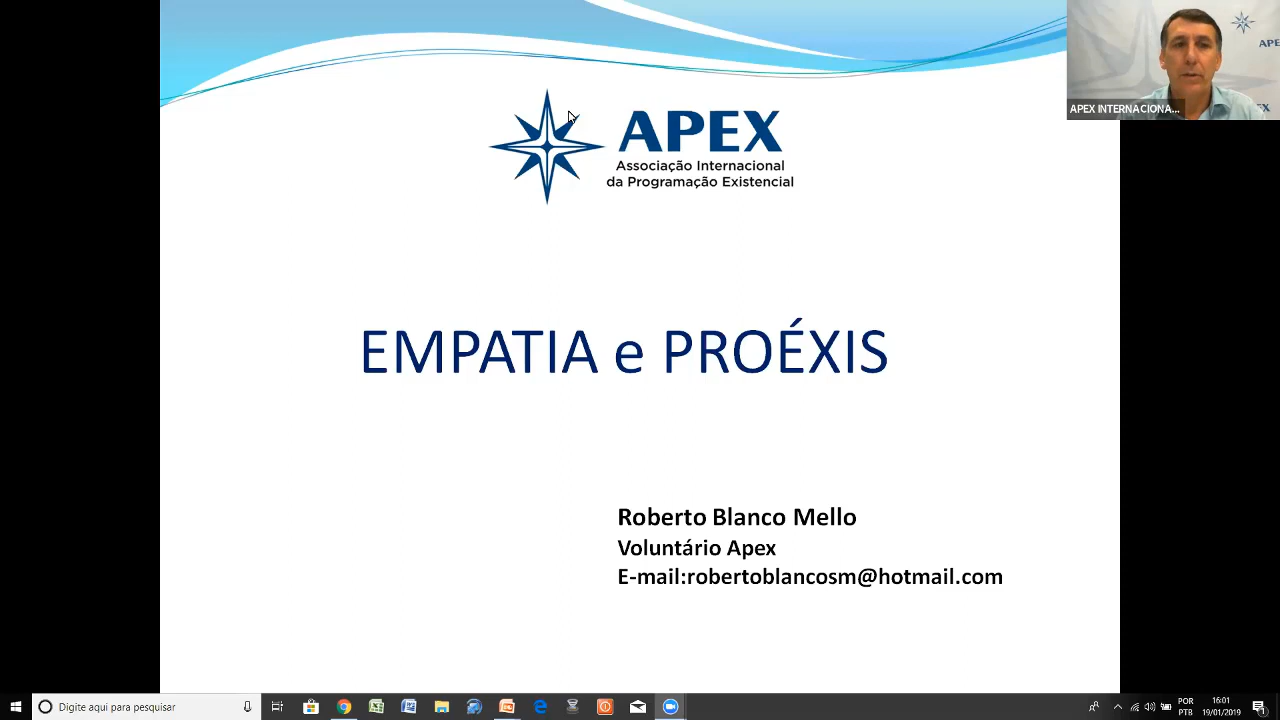 APEX
Associação Internacional
da Programação Existencial
APEX INTERNACIONA...
EMPATIA e PROÉXIS
Roberto Blanco Mello
Voluntário Apex
E-mail:robertoblancosm@hotmail.com
Digite aqui para pesquisar
POR
PTB
16:01
19/01/2019